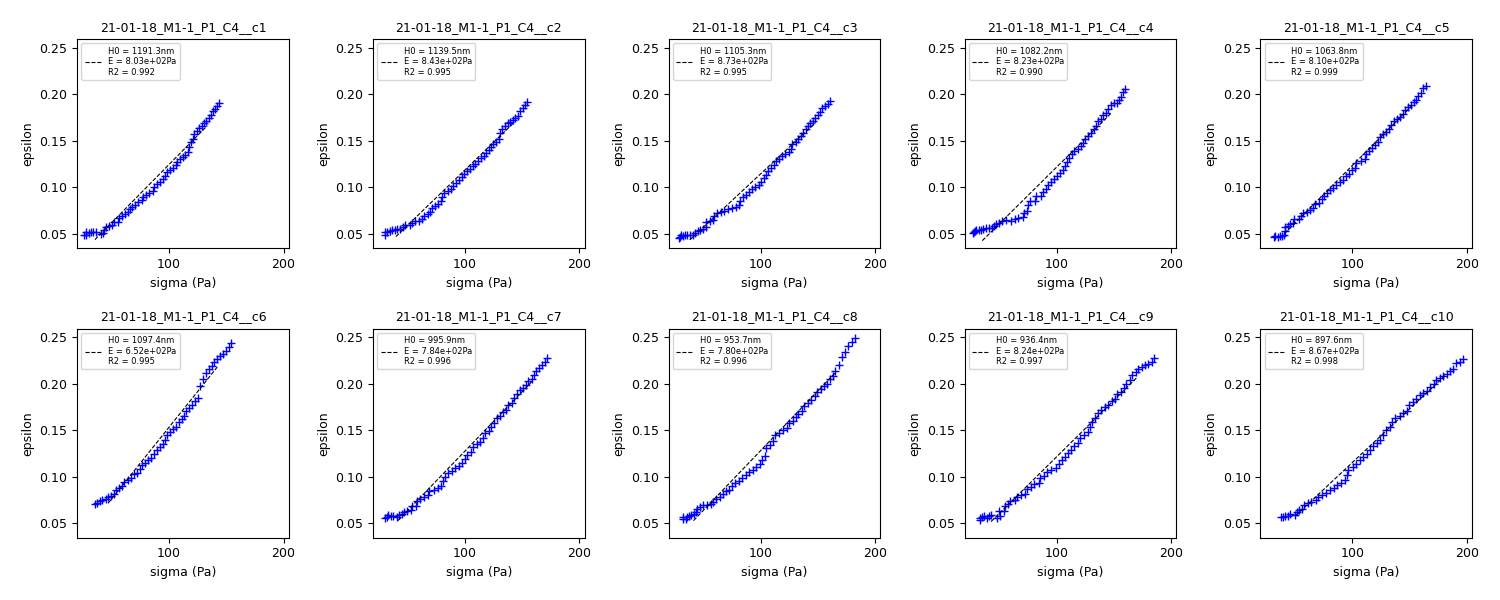 21-01-18_M1-1_P1_C4__c1
H0 = 1191.3nm
E = 8.03e+02Pa
R2 = 0.992
0.25
0.20
0.15
0.10
0.05
epsilon
100
200
sigma (Pa)
21-01-18_M1-1_P1_C4__c2
H0 = 1139.5nm
E = 8.43e+02Pa
R2 = 0.995
0.25
0.20
0.15
0.10
0.05
epsilon
100
200
sigma (Pa)
21-01-18_M1-1_P1_C4__c3
H0 = 1105.3nm
E = 8.73e+02Pa
R2 = 0.995
0.25
0.20
0.15
0.10
0.05
epsilon
100
200
sigma (Pa)
21-01-18_M1-1_P1_C4__c4
H0 = 1082.2nm
E = 8.23e+02Pa
R2 = 0.990
0.25
0.20
0.15
0.10
0.05
epsilon
100
200
sigma (Pa)
21-01-18_M1-1_P1_C4__c5
H0 = 1063.8nm
E = 8.10e+02Pa
R2 = 0.999
0.25
0.20
0.15
0.10
0.05
epsilon
100
200
sigma (Pa)
21-01-18_M1-1_P1_C4__c6
H0 = 1097.4nm
E = 6.52e+02Pa
R2 = 0.995
0.25
0.20
0.15
0.10
0.05
epsilon
100
200
sigma (Pa)
21-01-18_M1-1_P1_C4__c7
H0 = 995.9nm
E = 7.84e+02Pa
R2 = 0.996
0.25
0.20
0.15
0.10
0.05
epsilon
100
200
sigma (Pa)
21-01-18_M1-1_P1_C4__c8
H0 = 953.7nm
E = 7.80e+02Pa
R2 = 0.996
0.25
0.20
0.15
0.10
0.05
epsilon
100
200
sigma (Pa)
21-01-18_M1-1_P1_C4__c9
H0 = 936.4nm
E = 8.24e+02Pa
R2 = 0.997
0.25
0.20
0.15
0.10
0.05
epsilon
100
200
sigma (Pa)
21-01-18_M1-1_P1_C4__c10
H0 = 897.6nm
E = 8.67e+02Pa
R2 = 0.998
0.25
0.20
0.15
0.10
0.05
epsilon
100
200
sigma (Pa)